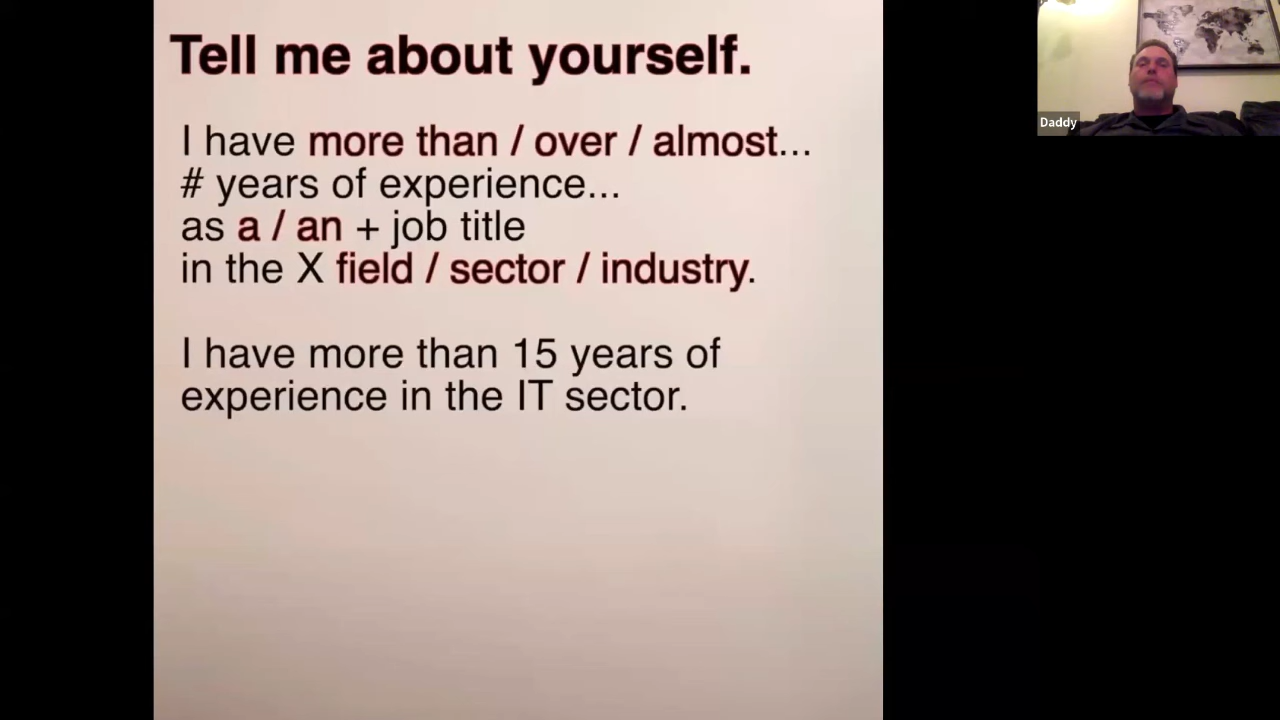 Tell me about yourself.
I have more than / over / almost...
# years of experience...
as a / an + job title
in the X field / sector / industry.
I have more than 15 years of
experience in the IT sector.
Daddy